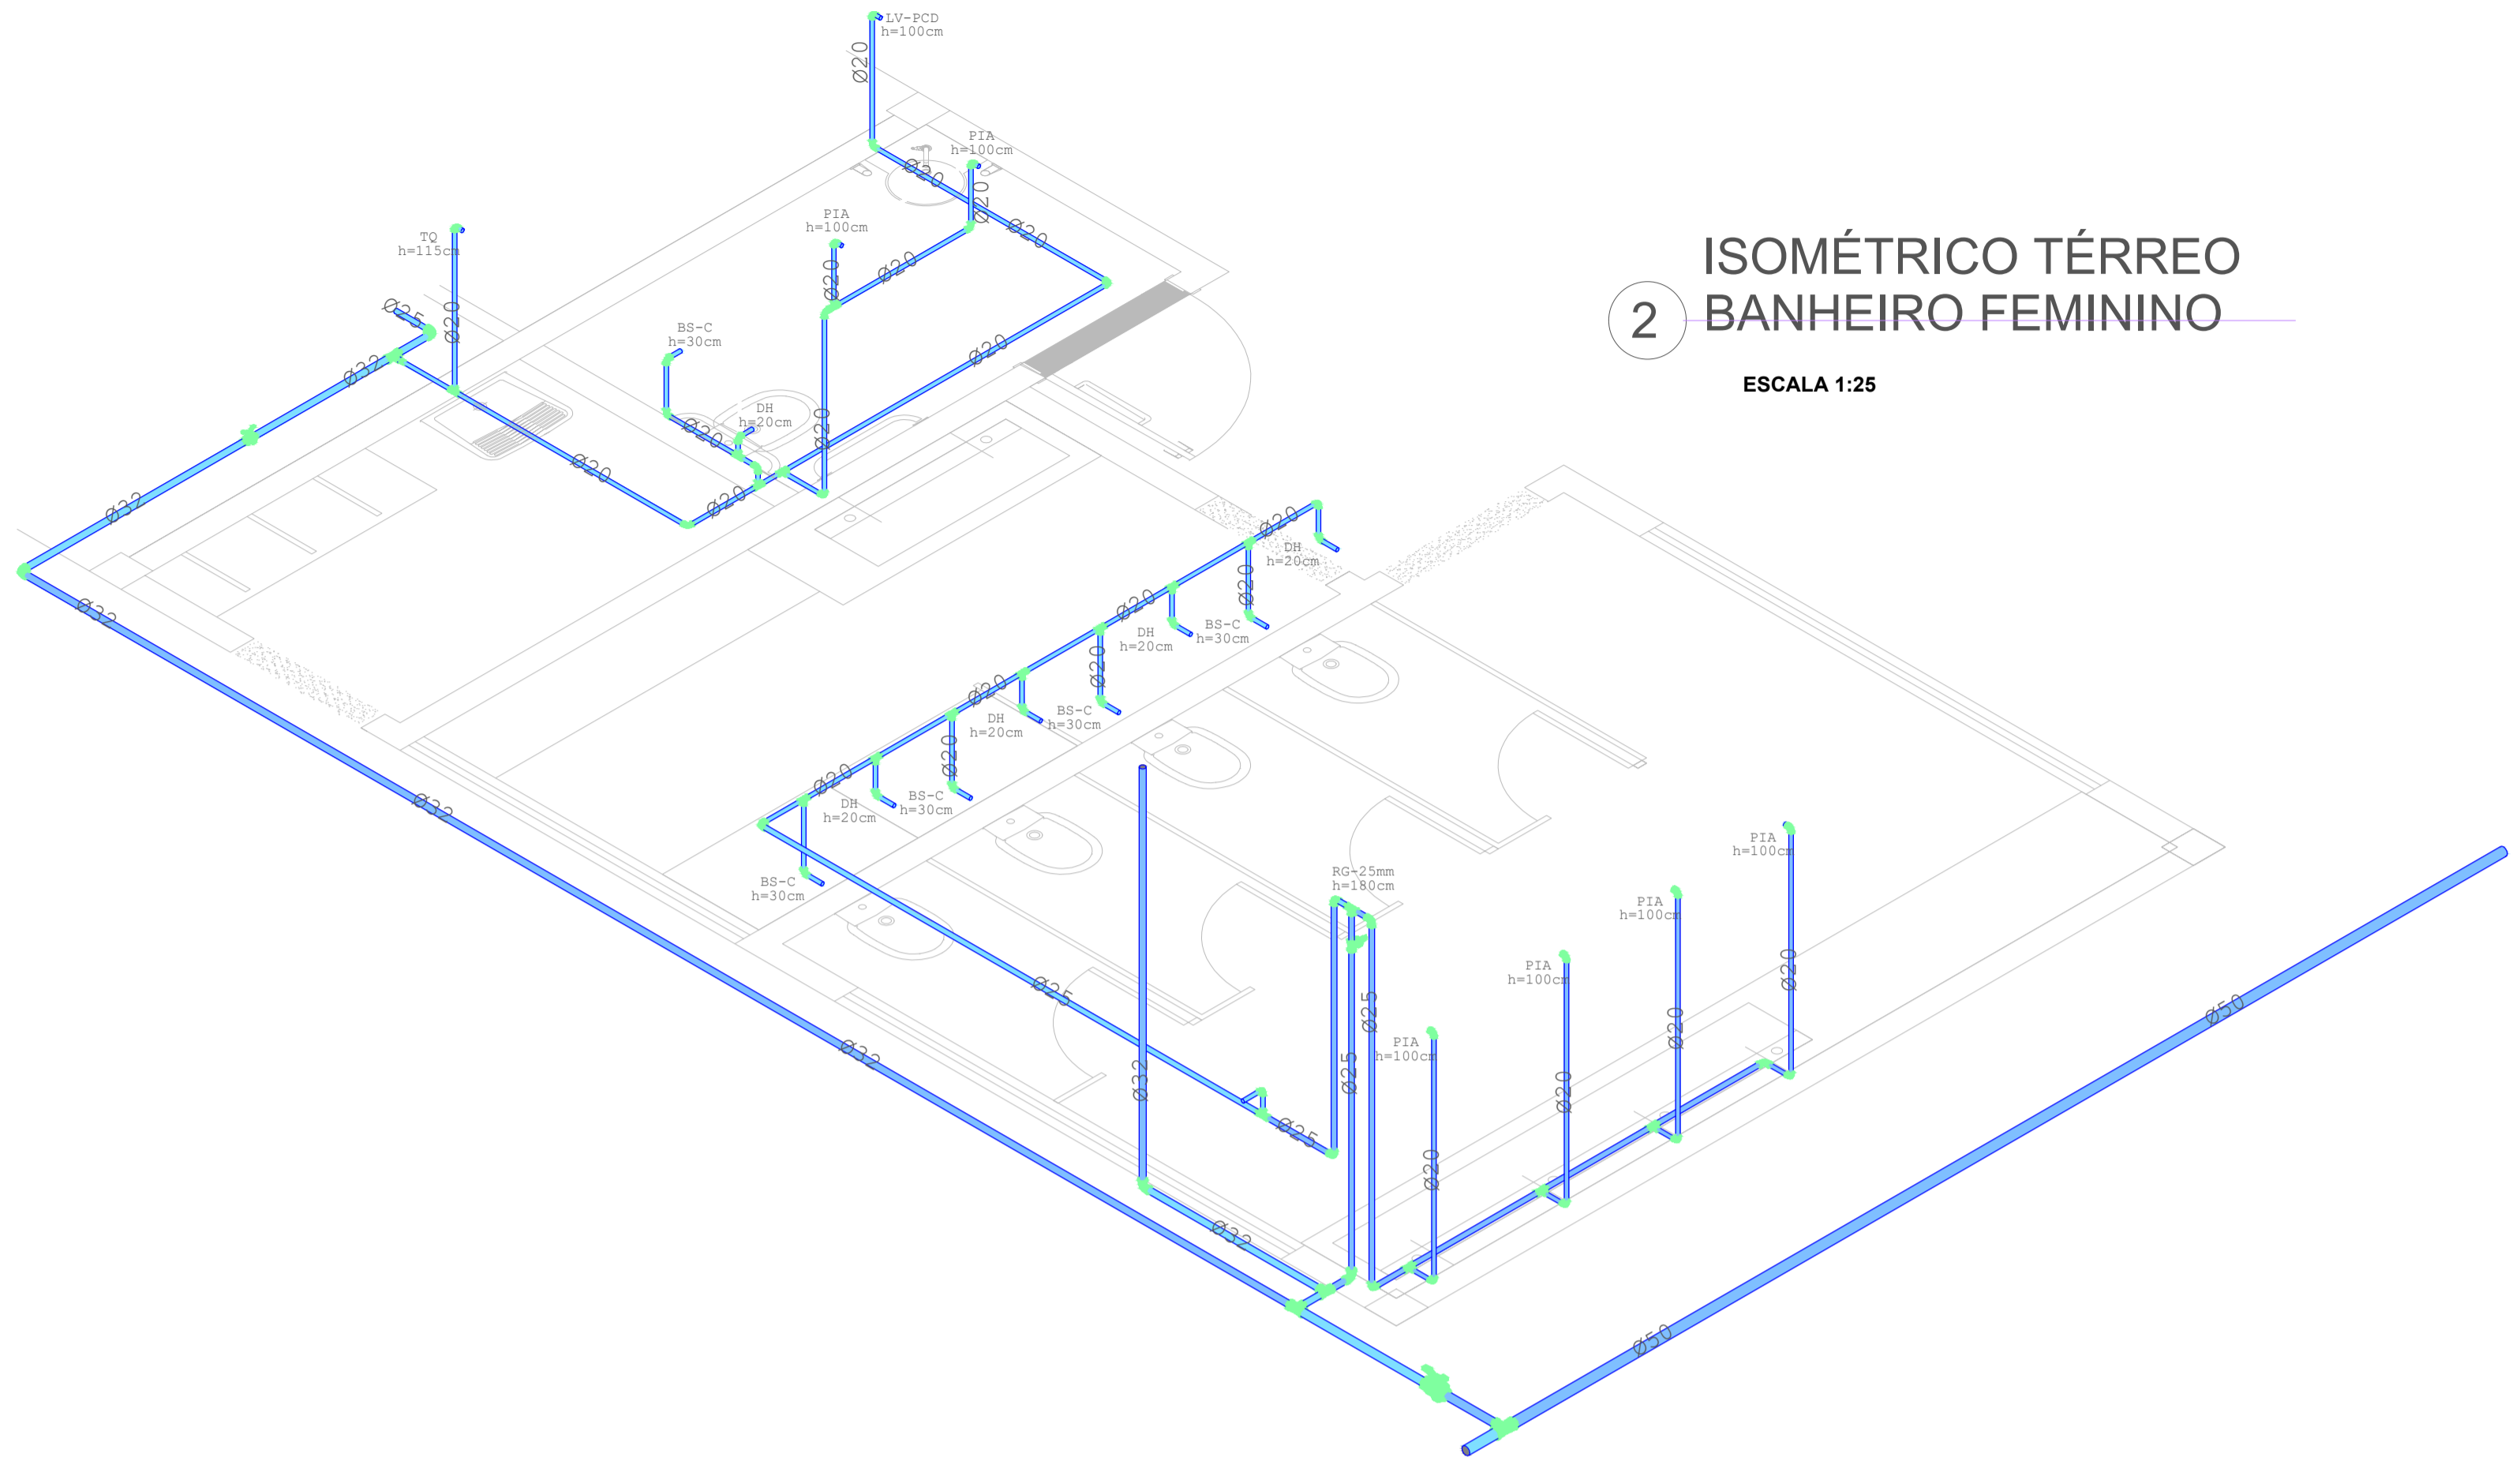 LV-PCD
h=100cm
Ø20
PIA
h=100cm
Ø20
Ø20
Ø20
PIA
h=100cm
Ø20
Ø20
TQ
h=115cm
Ø20
Ø25
Ø32
BS-C
h=30cm
DH
h=20cm
Ø20
Ø20
Ø20
Ø20
Ø20
Ø32
Ø32
ISOMÉTRICO TÉRREO
2
BANHEIRO FEMININO
ESCALA 1:25
Ø20
DH
h=20cm
Ø20
BS-C
h=30cm
Ø20
DH
h=20cm
Ø20
BS-C
h=30cm
Ø20
DH
h=20cm
Ø20
BS-C
h=30cm
Ø20
DH
h=20cm
BS-C
h=30cm
Ø32
RG-25mm
h=180cm
PIA
h=100cm
PIA
h=100cm
PIA
h=100cm
PIA
h=100cm
Ø20
Ø20
Ø20
Ø20
Ø25
Ø25
Ø25
Ø25
Ø32
Ø32
Ø32
Ø50
Ø50